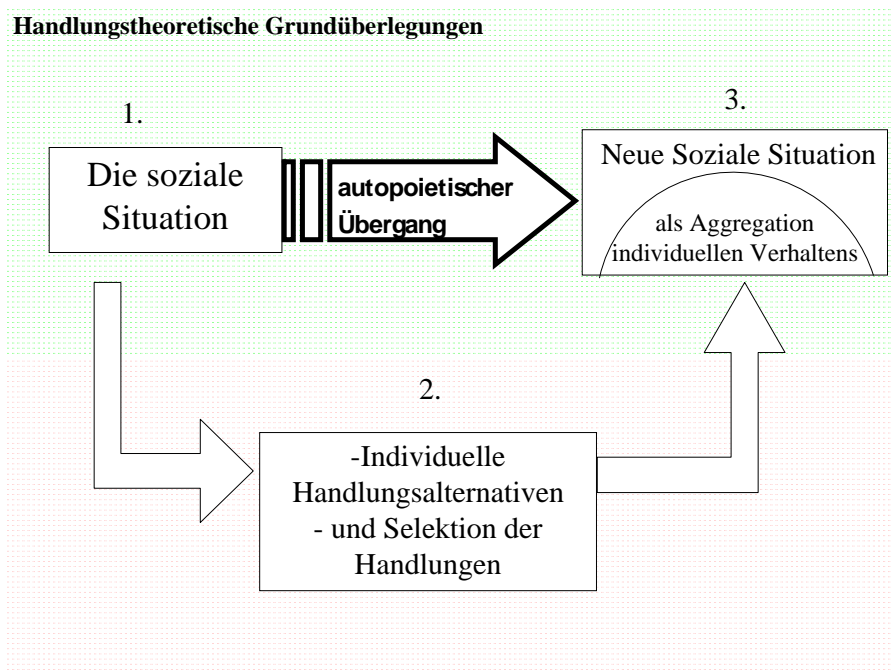 Handlungstheoretische Grundüberlegungen
1.
Die soziale
Situation
autopoietischer
Übergang
3.
Neue Soziale Situation
als Aggregation
individuellen Verhaltens
2.
-Individuelle
Handlungsalternativen
- und Selektion der
Handlungen